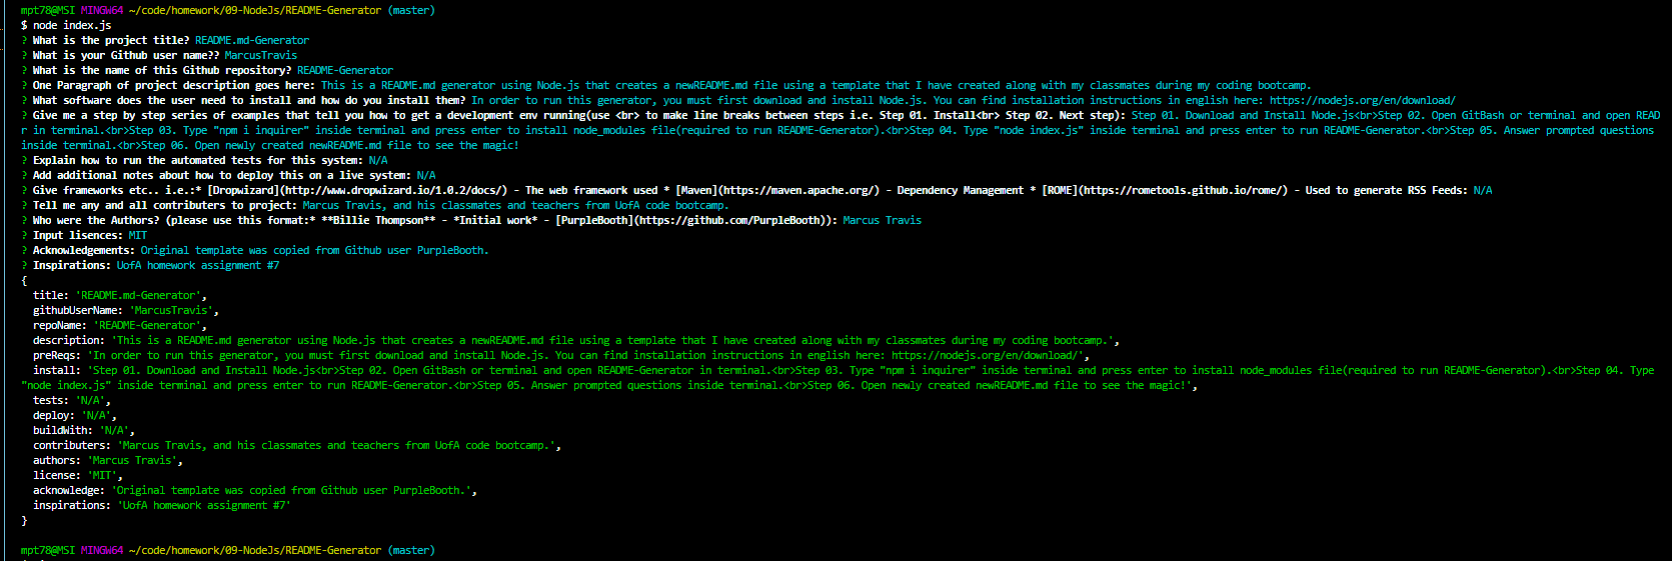 mpt78@MSI MINGW64 ~/code/homework/09-NodeJs/README-Generator (master)
$ node index.js
? What is the project title? README.md-Generator
? What is your Github user name?? MarcusTravis
? What is the name of this Github repository? README-Generator
? One Paragraph of project description goes here: This is a README.md generator using Node.js that creates a newREADME.md file using a template that I have created along with my classmates during my coding bootcamp.
? What software does the user need to install and how do you install them? In order to run this generator, you must first download and install Node.js. You can find installation instructions in english here: https://nodejs.org/en/download/
? Give me a step by step series of examples that tell you how to get a development env running(use <br> to make line breaks between steps i.e. Step 01. Install<br> Step 02. Next step): Step 01. Download and Install Node.js<br>Step 02. Open GitBash or terminal and open READ
r in terminal.<br>Step 03. Type "npm i inquirer" inside terminal and press enter to install node_modules file(required to run README-Generator).<br>Step 04. Type "node index.js" inside terminal and press enter to run README-Generator.<br>Step 05. Answer prompted questions
inside terminal.<br>Step 06. Open newly created newREADME.md file to see the magic!
? Explain how to run the automated tests for this system: N/A
? Add additional notes about how to deploy this on a live system: N/A
? Give frameworks etc.. i.e.:* [Dropwizard](http://www.dropwizard.io/1.0.2/docs/) - The web framework used * [Maven](https://maven.apache.org/) - Dependency Management * [ROME](https://rometools.github.io/rome/) - Used to generate RSS Feeds: N/A
? Tell me any and all contributers to project: Marcus Travis, and his classmates and teachers from UofA code bootcamp.
? Who were the Authors? (please use this format:* **Billie Thompson** - *Initial work* - [PurpleBooth](https://github.com/PurpleBooth)): Marcus Travis
? Input lisences: MIT
? Acknowledgements: Original template was copied from Github user PurpleBooth.
? Inspirations: UofA homework assignment #7
{
title: 'README.md-Generator',
githubUserName: 'MarcusTravis',
repoName: 'README-Generator',
description: 'This is a README.md generator using Node.js that creates a newREADME.md file using a template that I have created along with my classmates during my coding bootcamp.',
preReqs: 'In order to run this generator, you must first download and install Node.js. You can find installation instructions in english here: https://nodejs.org/en/download/',
install: 'Step 01. Download and Install Node.js<br>Step 02. Open GitBash or terminal and open README-Generator in terminal.<br>Step 03. Type "npm i inquirer" inside terminal and press enter to install node_modules file(required to run README-Generator).<br>Step 04. Type
"node index.js" inside terminal and press enter to run README-Generator.<br>Step 05. Answer prompted questions inside terminal.<br>Step 06. Open newly created newREADME.md file to see the magic!',
tests: 'N/A',
deploy: 'N/A',
buildWith: 'N/A',
contributers: 'Marcus Travis, and his classmates and teachers from UofA code bootcamp.',
authors: 'Marcus Travis',
license: 'MIT',
acknowledge: 'Original template was copied from Github user PurpleBooth.',
inspirations: 'UofA homework assignment #7'
}
mpt78@MSI MINGW64 ~/code/homework/09-NodeJs/README-Generator (master)